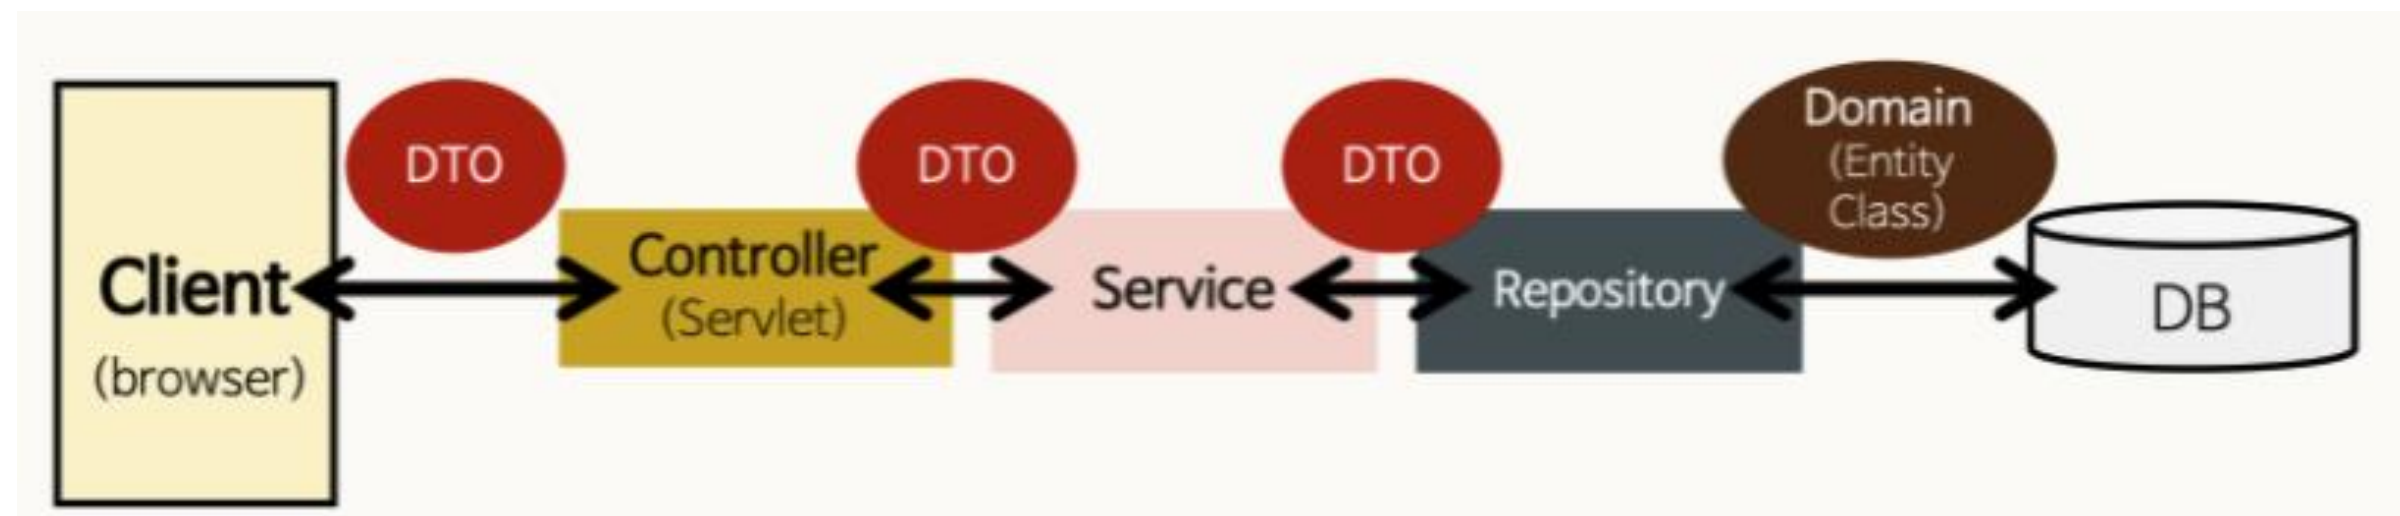 Client
(browser)
DTO
Controller
(Servlet)
DTO
Service
DTO
Repository
Domain
(Entity
Class)
DB